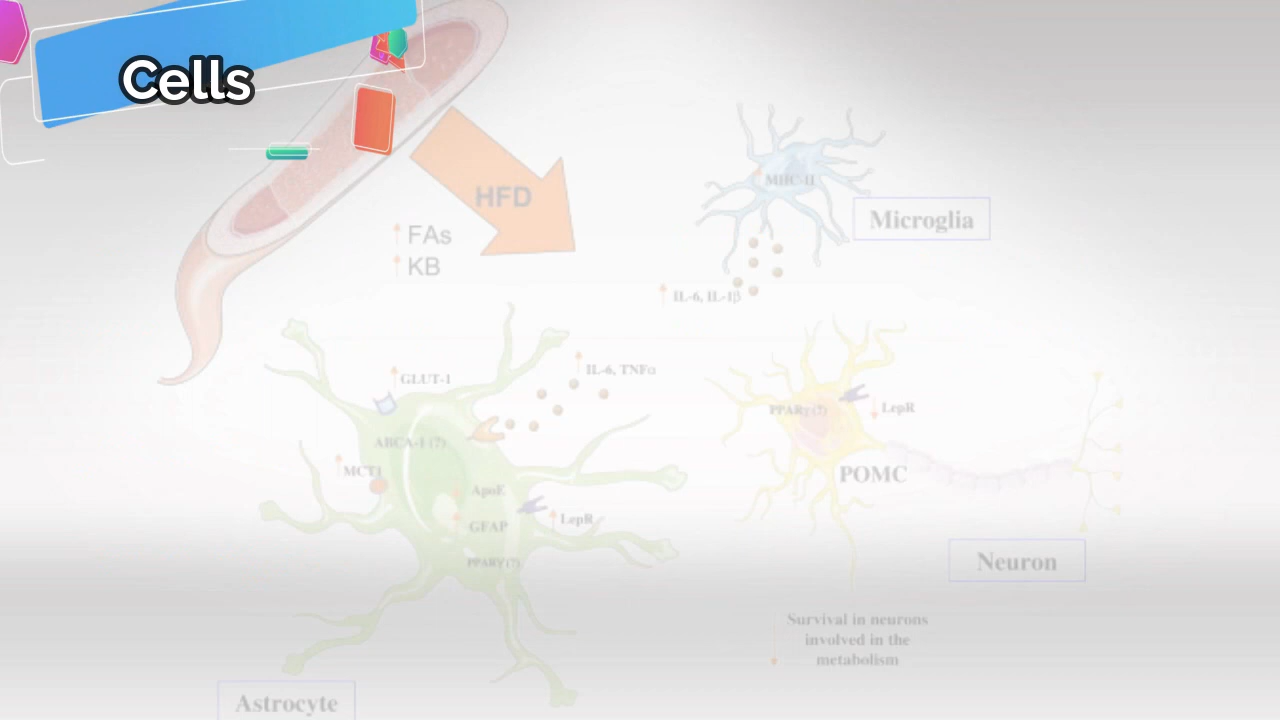 Cells
HFD
FAs
KB
MHC-II
Microglia
IL-6, IL-1β
GLUT-1
IL-6, TNFα
ABCA-1 (?)
MCT1
ApoE
GFAP
LepR
PPARγ (?)
PPARγ (?)
LepR
POMC
Neuron
Survival in neurons
involved in the
metabolism
Astrocyte